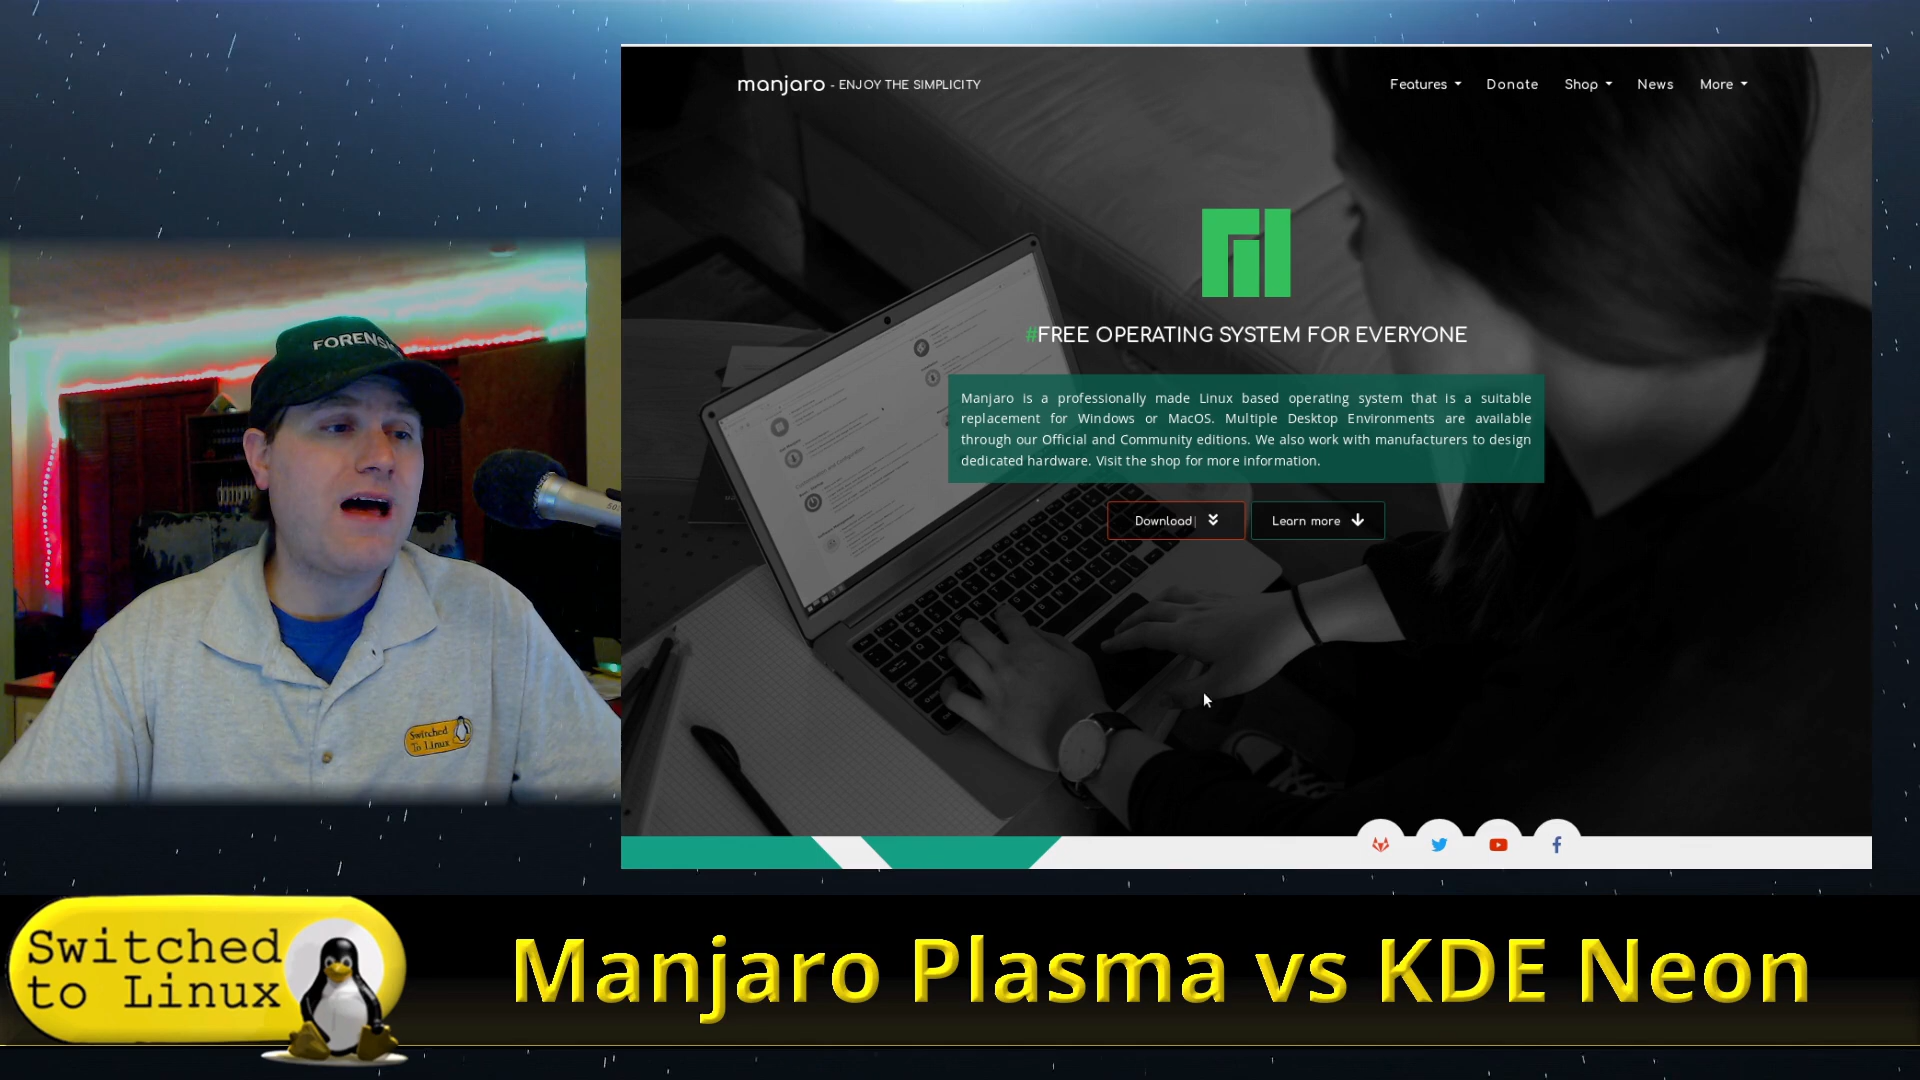 manjaro - ENJOY THE SIMPLICITY
Features Donate Shop News More
#FREE OPERATING SYSTEM FOR EVERYONE
Manjaro is a professionally made Linux based operating system that is a suitable
replacement for Windows or MacOS. Multiple Desktop Environments are available
through our Official and Community editions. We also work with manufacturers to design
dedicated hardware. Visit the shop for more information.
Download
Learn more
Switched
To Linux
Switched
to Linux
Manjaro Plasma vs KDE Neon